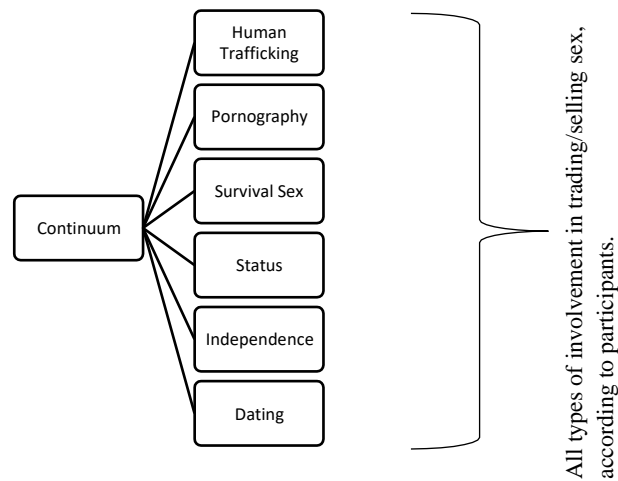 Human
Trafficking
Pornography
Survival Sex
Continuum
Status
Independence
Dating
All types of involvement in trading/selling sex,
according to participants.